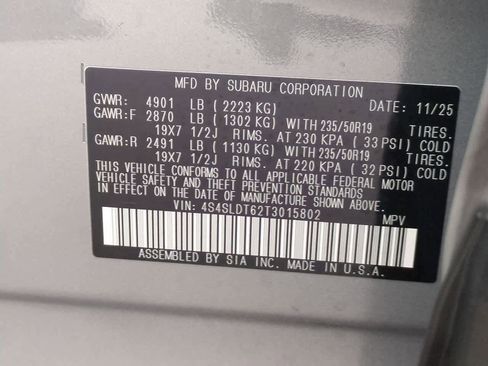 MFD BY SUBARU CORPORATION
GVWR: 4901 LB ( 2223 KG) DATE: 11/25
GAWR:F 2870 LB ( 1302 KG) WITH 235/50R19 TIRES.
19X7 1/2J RIMS. AT 230 KPA ( 33 PSI) COLD
GAWR:R 2491 LB ( 1130 KG) WITH 235/50R19 TIRES.
19X7 1/2J RIMS. AT 220 KPA ( 32 PSI) COLD
THIS VEHICLE CONFORMS TO ALL APPLICABLE FEDERAL MOTOR
VEHICLE SAFETY AND THEFT PREVENTION STANDARDS
IN EFFECT ON THE DATE OF MANUFACTURE SHOWN ABOVE.
VIN: 4S4SLDT62T3015802 MPV
ASSEMBLED BY SIA INC. MADE IN U.S.A.